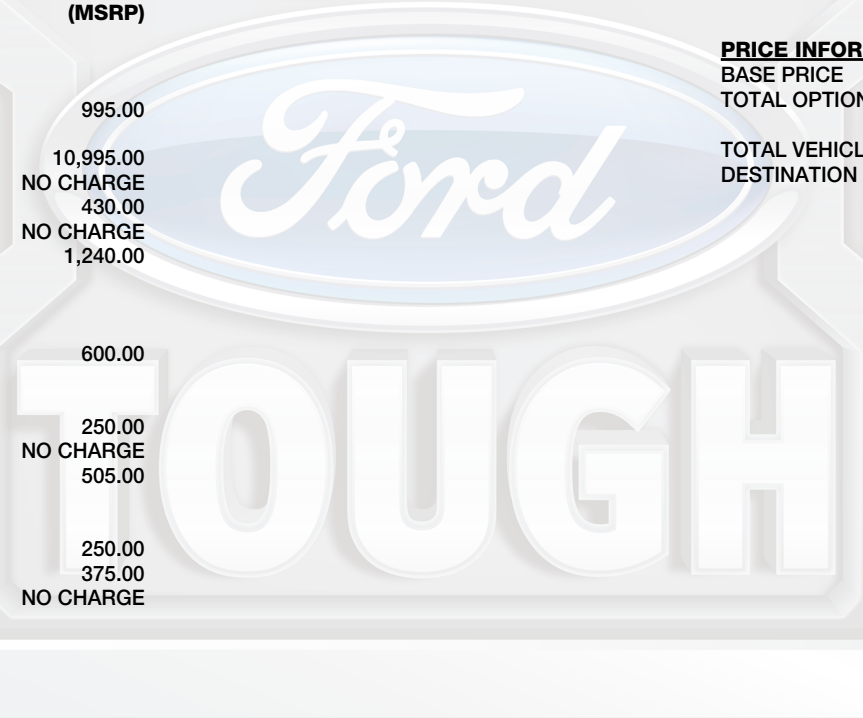 (MSRP)
995.00
10,995.00
NO CHARGE
430.00
NO CHARGE
1,240.00
600.00
250.00
NO CHARGE
505.00
250.00
375.00
NO CHARGE
PRICE INFOR
BASE PRICE
TOTAL OPTION
TOTAL VEHICL
DESTINATION
Ford
TOUGH